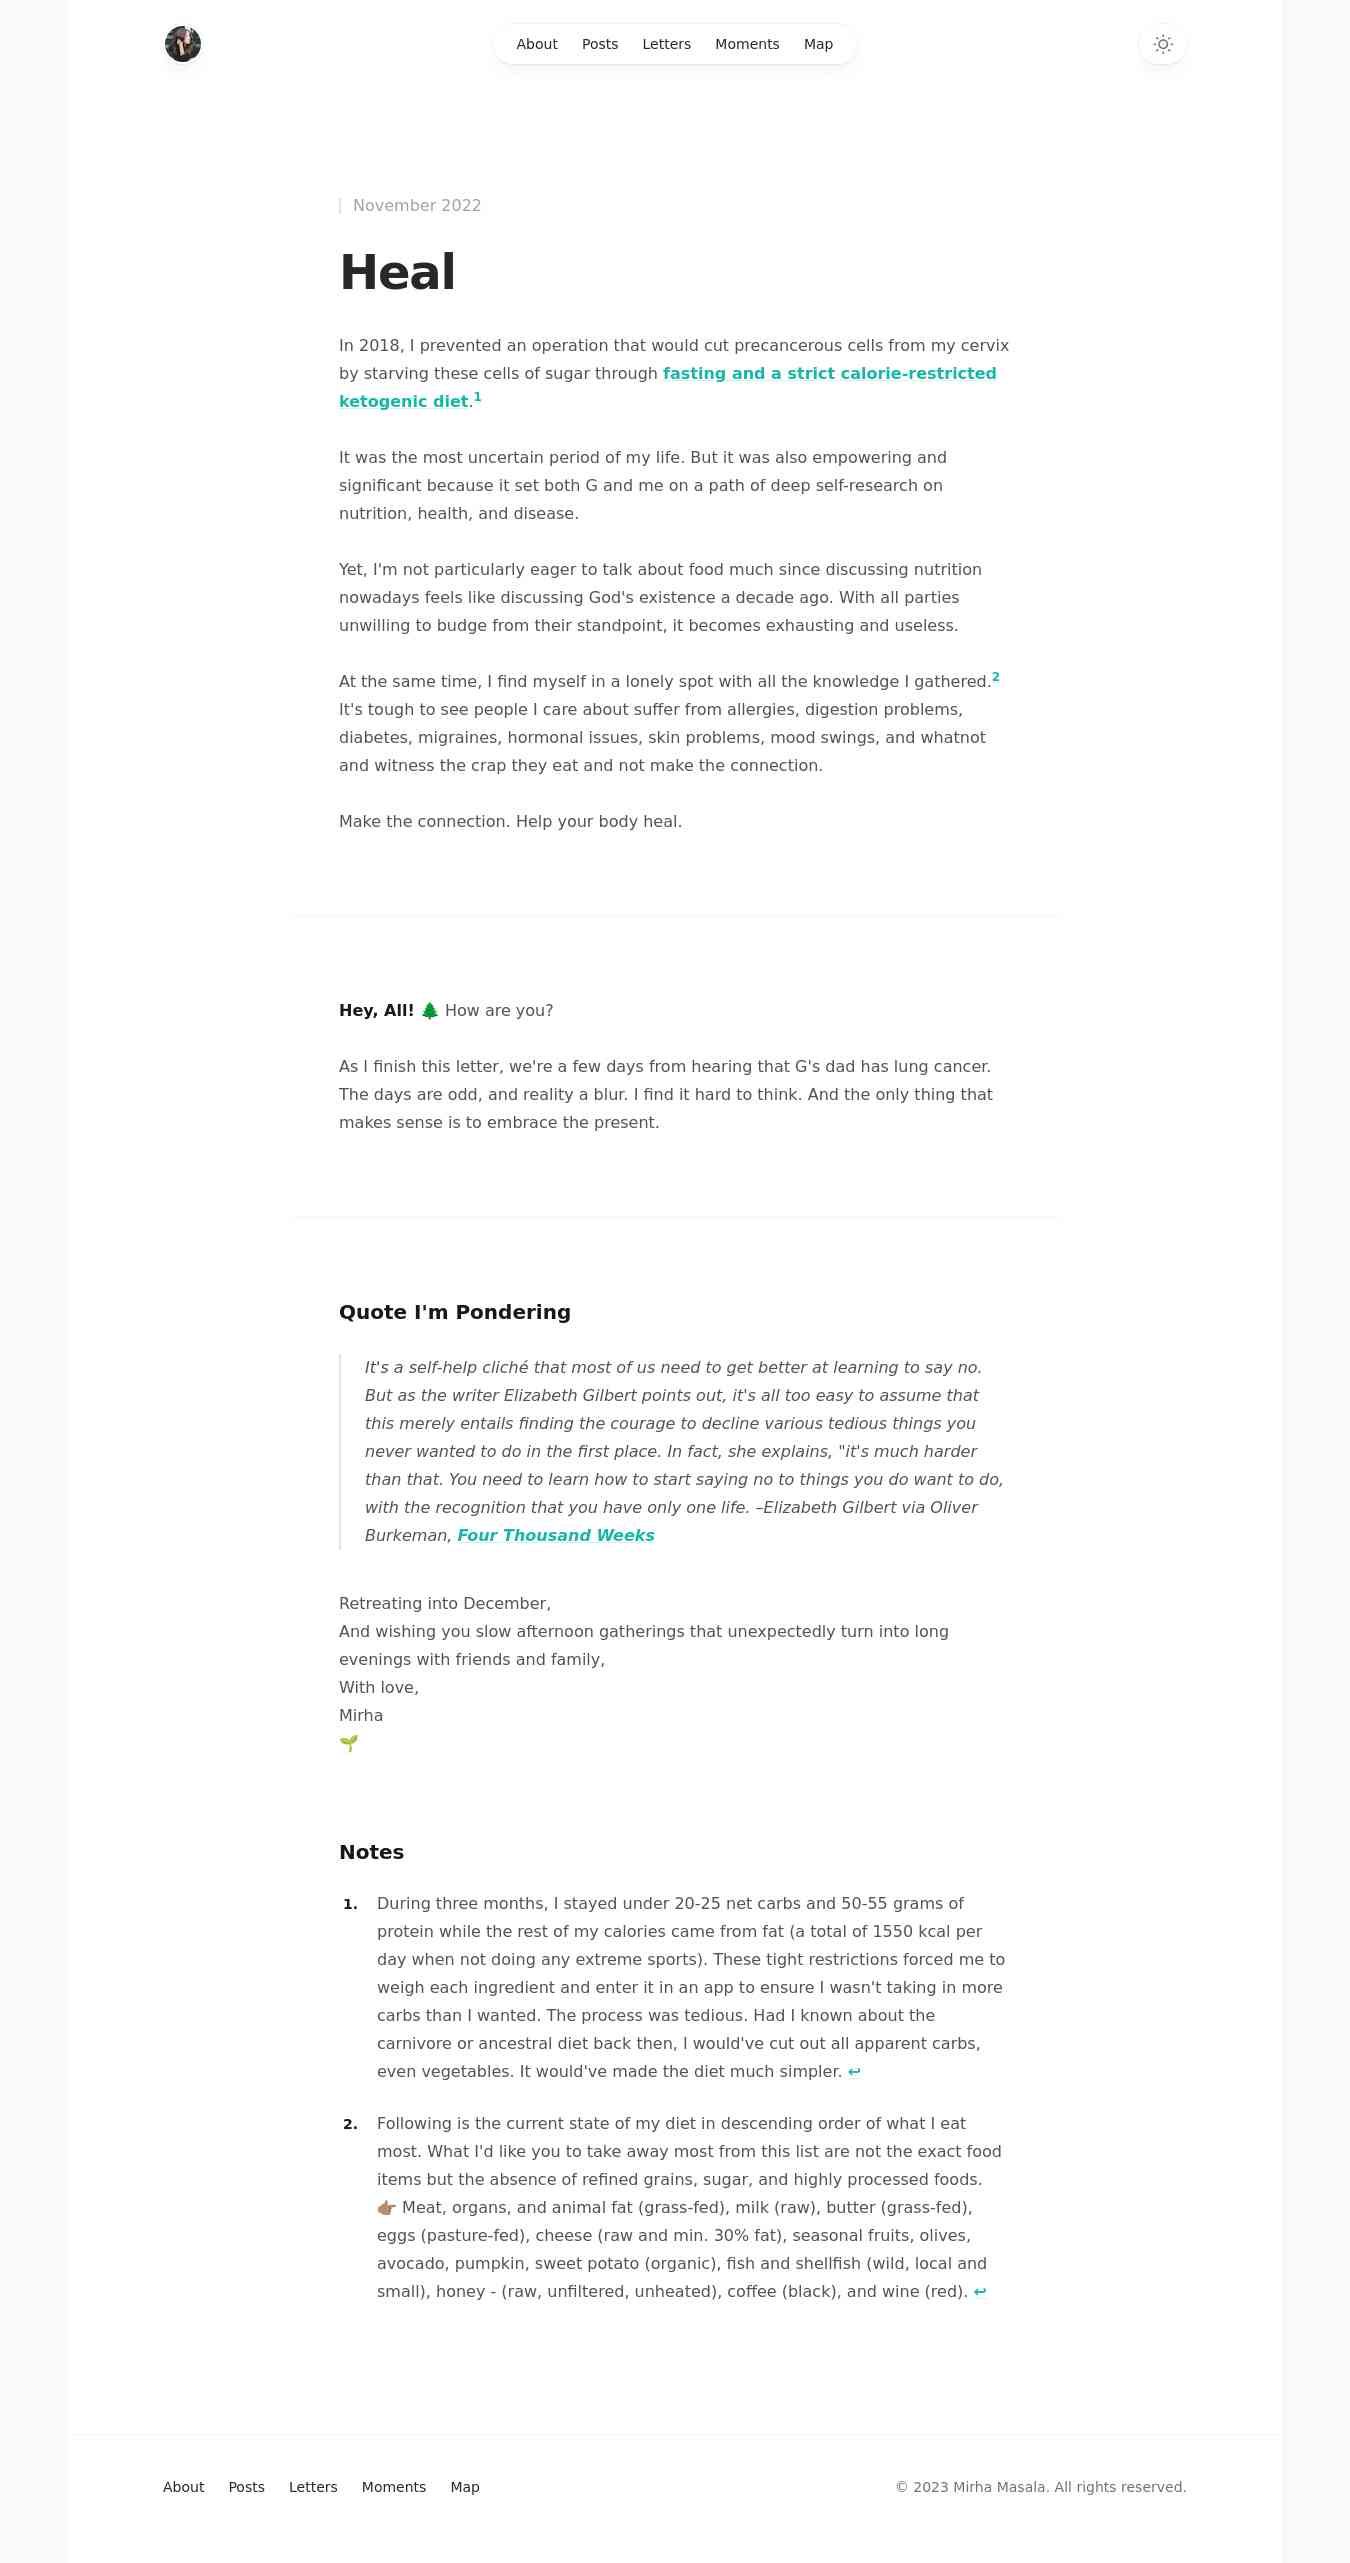 About Posts Letters Moments Map
November 2022
Heal
In 2018, I prevented an operation that would cut precancerous cells from my cervix
by starving these cells of sugar through fasting and a strict calorie-restricted
ketogenic diet.1
It was the most uncertain period of my life. But it was also empowering and
significant because it set both G and me on a path of deep self-research on
nutrition, health, and disease.
Yet, I'm not particularly eager to talk about food much since discussing nutrition
nowadays feels like discussing God's existence a decade ago. With all parties
unwilling to budge from their standpoint, it becomes exhausting and useless.
At the same time, I find myself in a lonely spot with all the knowledge I gathered.2
It's tough to see people I care about suffer from allergies, digestion problems,
diabetes, migraines, hormonal issues, skin problems, mood swings, and whatnot
and witness the crap they eat and not make the connection.
Make the connection. Help your body heal.
Hey, All! 🌲 How are you?
As I finish this letter, we're a few days from hearing that G's dad has lung cancer.
The days are odd, and reality a blur. I find it hard to think. And the only thing that
makes sense is to embrace the present.
Quote I'm Pondering
It's a self-help cliché that most of us need to get better at learning to say no.
But as the writer Elizabeth Gilbert points out, it's all too easy to assume that
this merely entails finding the courage to decline various tedious things you
never wanted to do in the first place. In fact, she explains, "it's much harder
than that. You need to learn how to start saying no to things you do want to do,
with the recognition that you have only one life. –Elizabeth Gilbert via Oliver
Burkeman, Four Thousand Weeks
Retreating into December,
And wishing you slow afternoon gatherings that unexpectedly turn into long
evenings with friends and family,
With love,
Mirha
🌱
Notes
1. During three months, I stayed under 20-25 net carbs and 50-55 grams of
protein while the rest of my calories came from fat (a total of 1550 kcal per
day when not doing any extreme sports). These tight restrictions forced me to
weigh each ingredient and enter it in an app to ensure I wasn't taking in more
carbs than I wanted. The process was tedious. Had I known about the
carnivore or ancestral diet back then, I would've cut out all apparent carbs,
even vegetables. It would've made the diet much simpler. ↩
2. Following is the current state of my diet in descending order of what I eat
most. What I'd like you to take away most from this list are not the exact food
items but the absence of refined grains, sugar, and highly processed foods.
👉🏽 Meat, organs, and animal fat (grass-fed), milk (raw), butter (grass-fed),
eggs (pasture-fed), cheese (raw and min. 30% fat), seasonal fruits, olives,
avocado, pumpkin, sweet potato (organic), fish and shellfish (wild, local and
small), honey - (raw, unfiltered, unheated), coffee (black), and wine (red). ↩
About Posts Letters Moments Map
© 2023 Mirha Masala. All rights reserved.